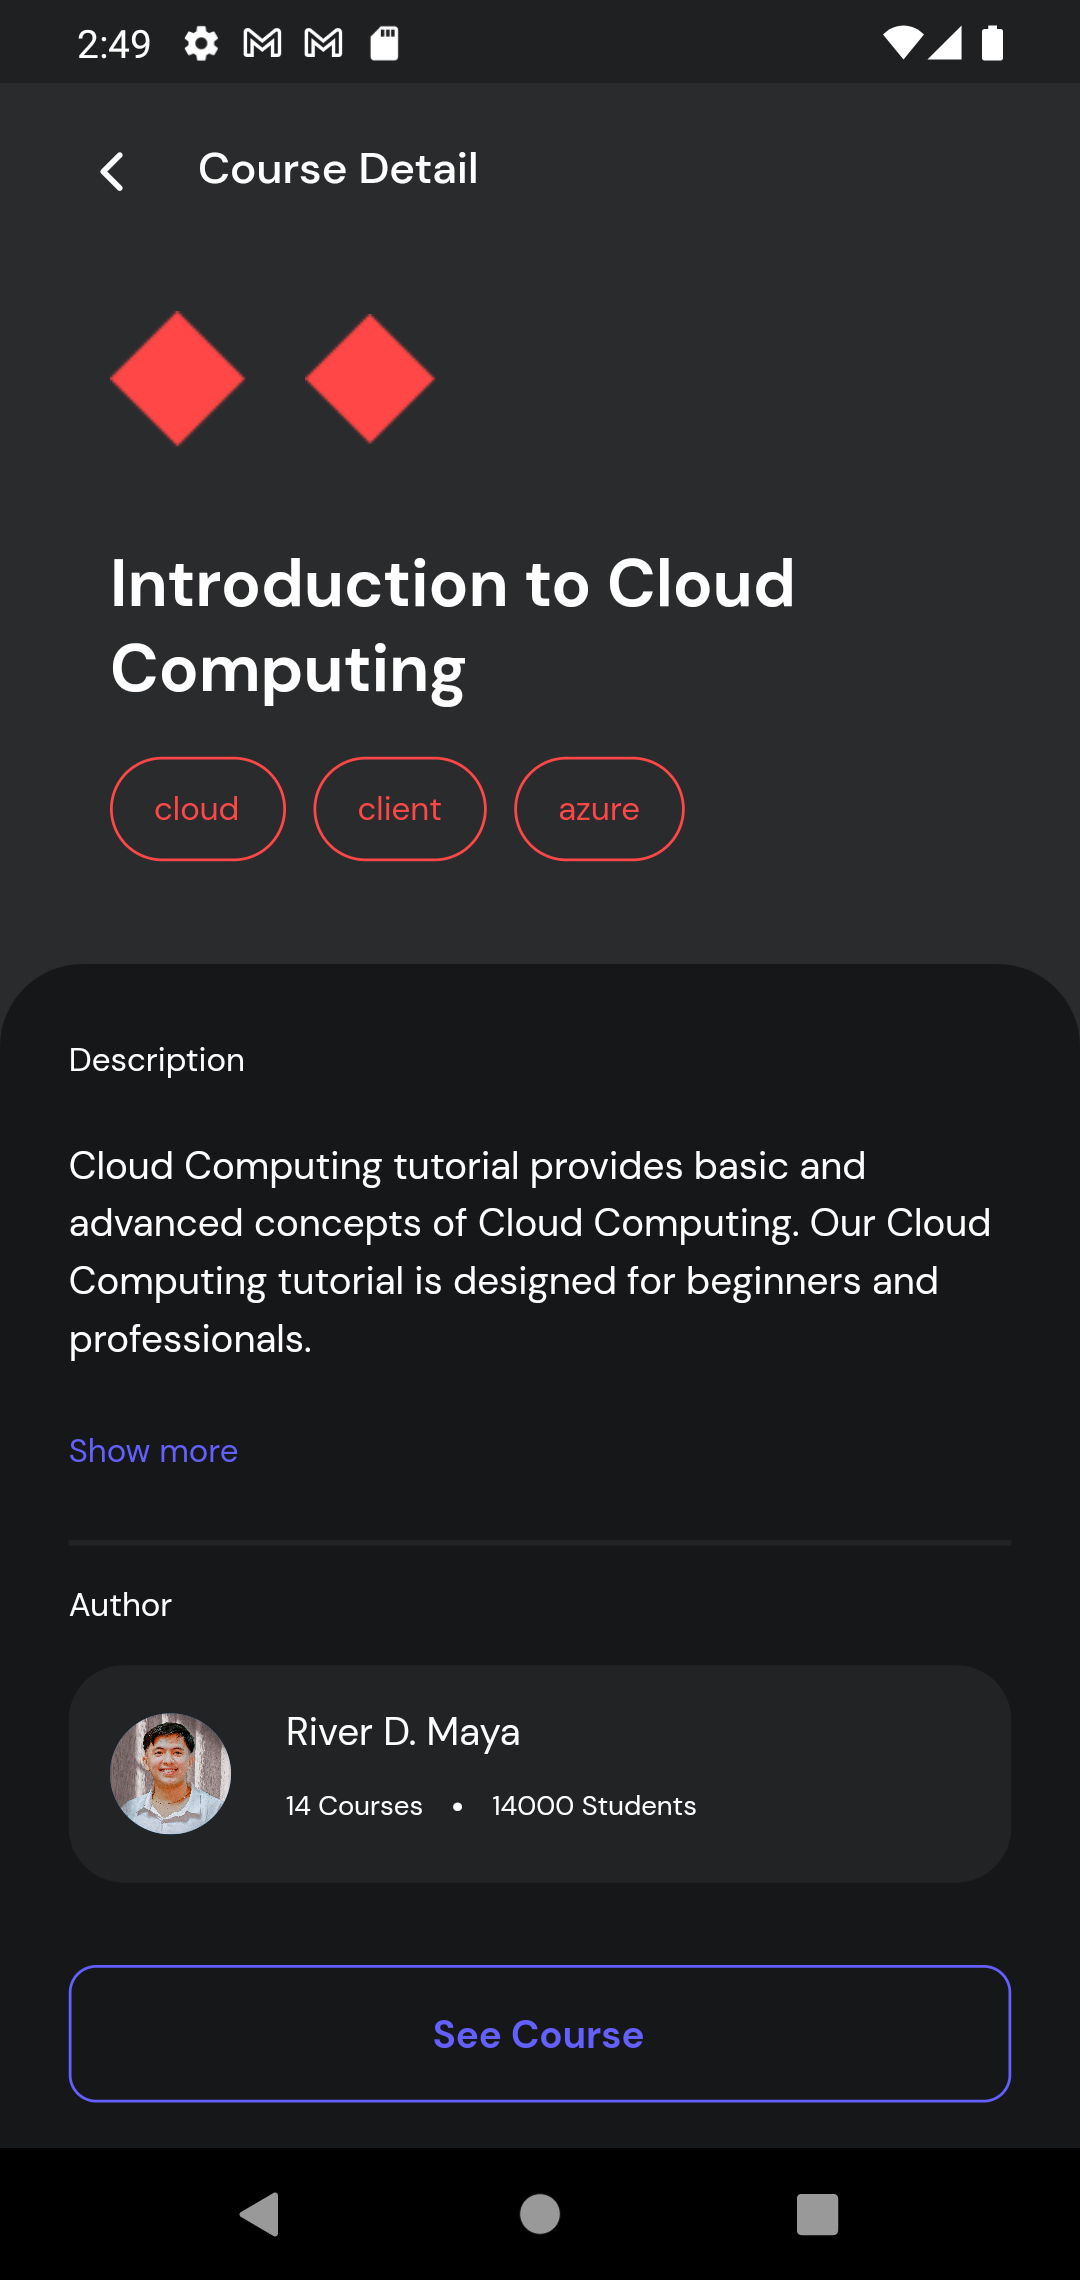 2:49
Course Detail
Introduction to Cloud
Computing
cloud client azure
Description
Cloud Computing tutorial provides basic and
advanced concepts of Cloud Computing. Our Cloud
Computing tutorial is designed for beginners and
professionals.
Show more
Author
River D. Maya
14 Courses • 14000 Students
See Course